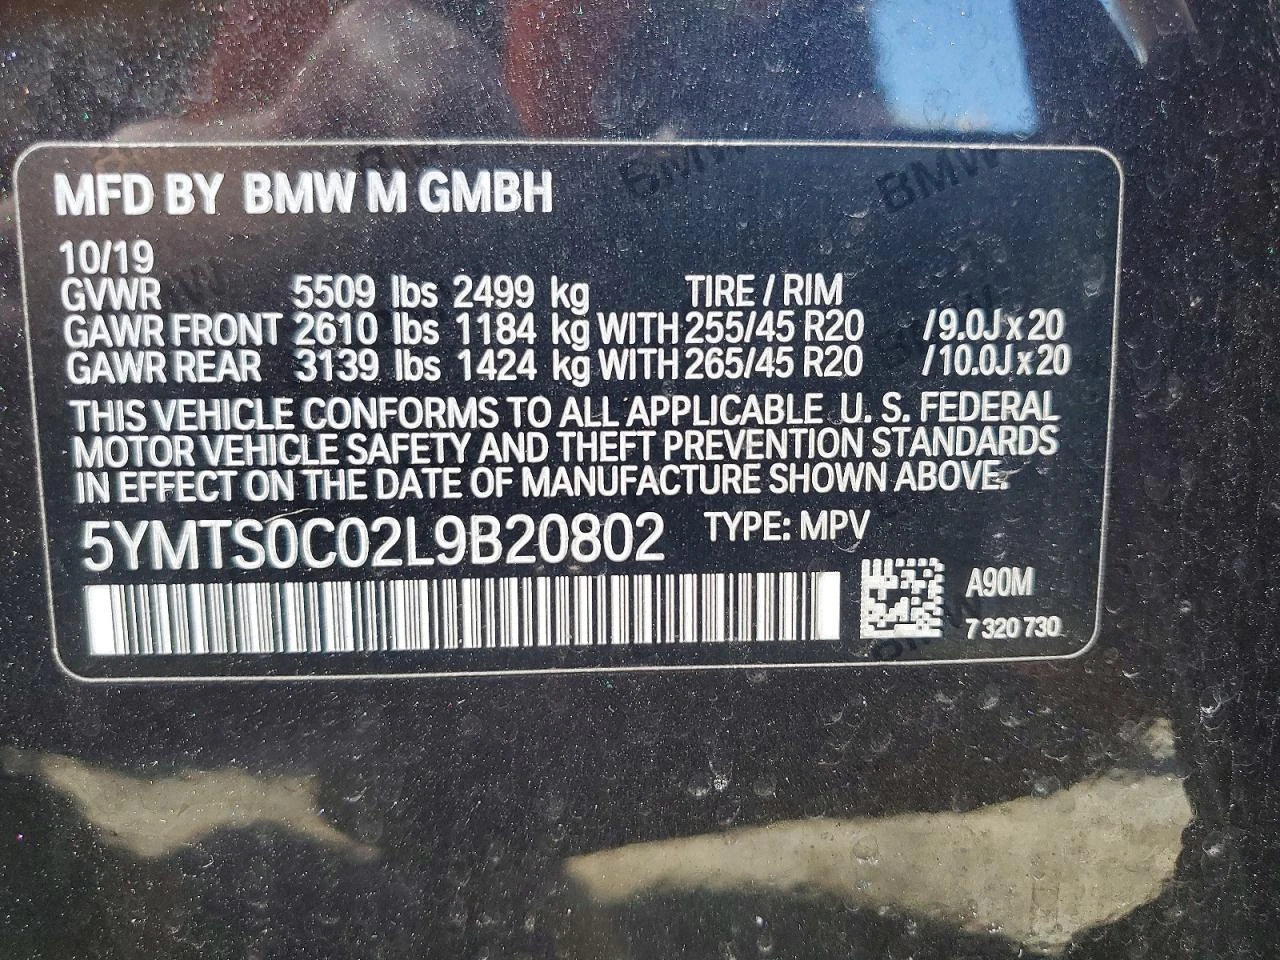 MFD BY BMW M GMBH
10/19
GVWR 5509 lbs 2499 kg TIRE / RIM
GAWR FRONT 2610 lbs 1184 kg WITH 255/45 R20 /9.0J x 20
GAWR REAR 3139 lbs 1424 kg WITH 265/45 R20 /10.0J x 20
THIS VEHICLE CONFORMS TO ALL APPLICABLE U. S. FEDERAL
MOTOR VEHICLE SAFETY AND THEFT PREVENTION STANDARDS
IN EFFECT ON THE DATE OF MANUFACTURE SHOWN ABOVE.
5YMTS0C02L9B20802 TYPE: MPV
A90M
7 320 730